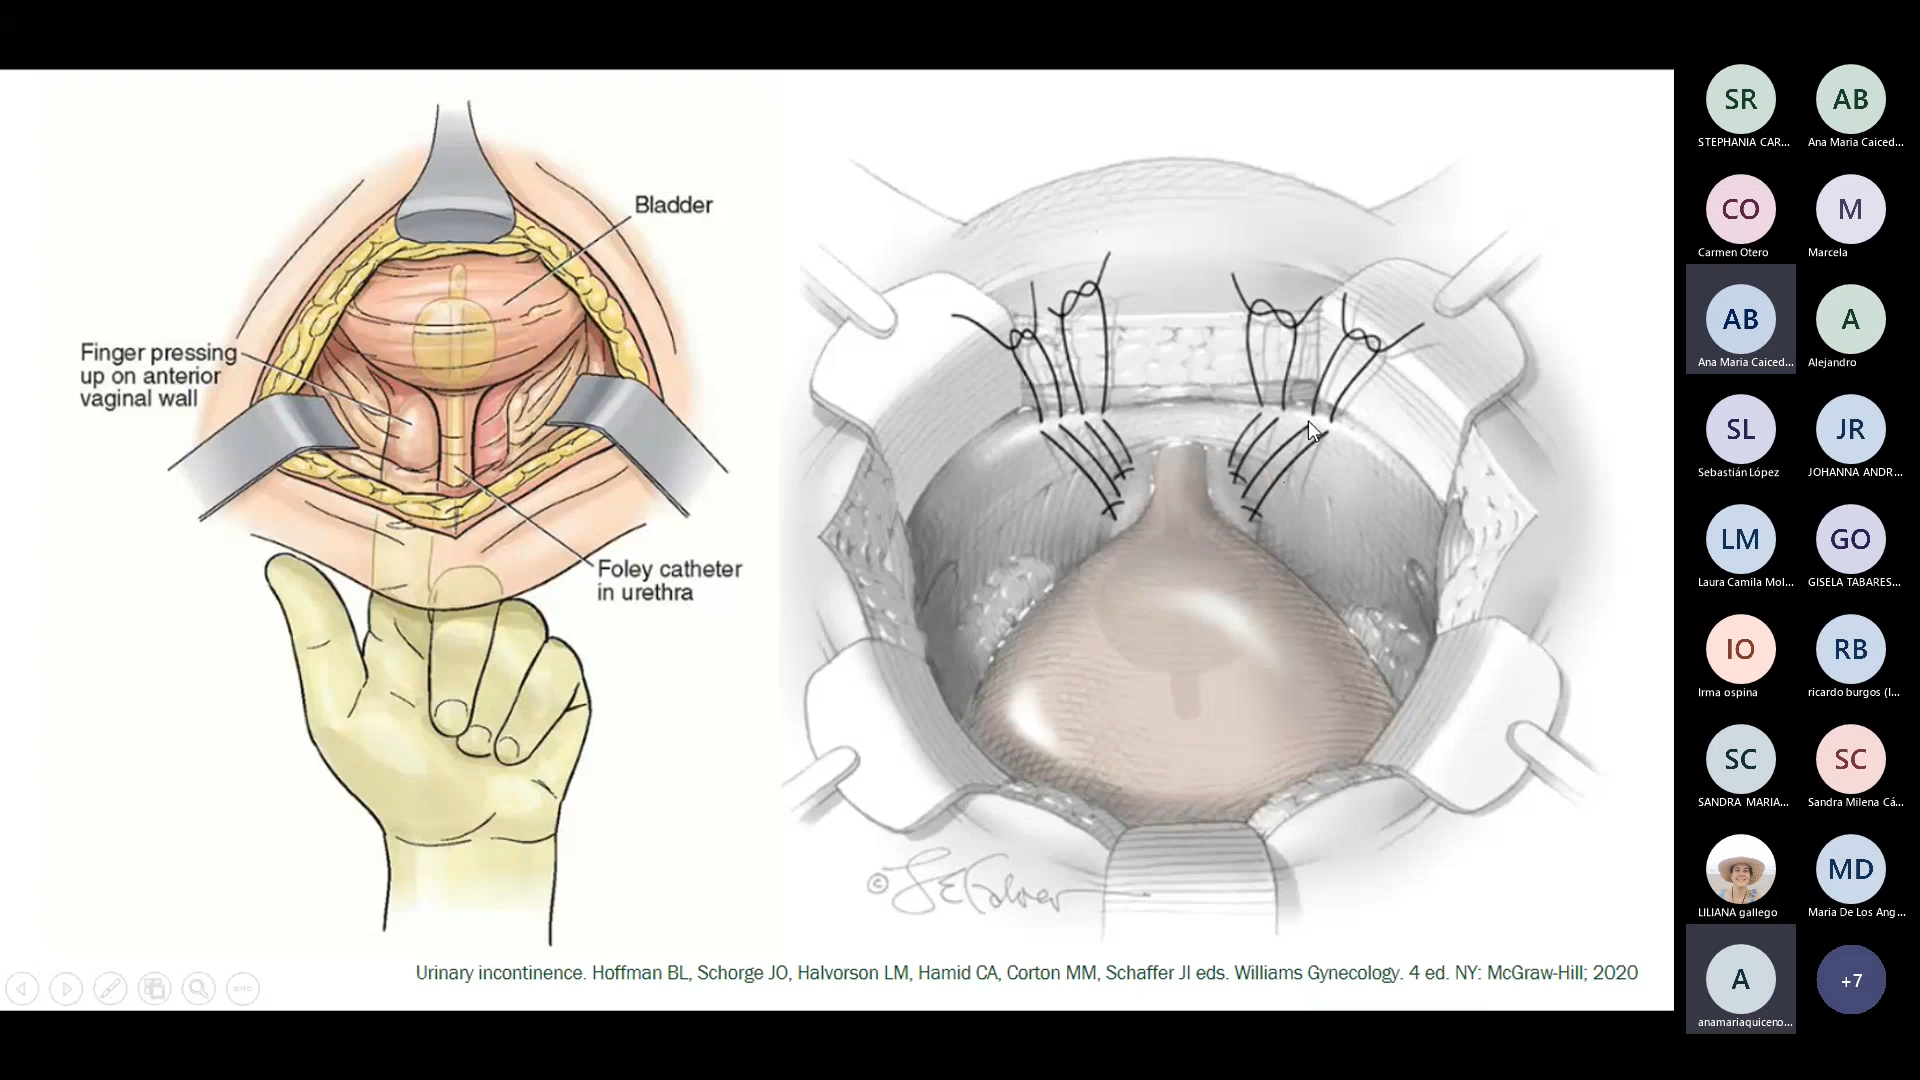 Bladder
Finger pressing
up on anterior
vaginal wall
Foley catheter
in urethra
Urinary incontinence. Hoffman BL, Schorge JO, Halvorson LM, Hamid CA, Corton MM, Schaffer JI eds. Williams Gynecology. 4 ed. NY: McGraw-Hill; 2020
SR
STEPHANIA CAR...
AB
Ana Maria Caiced...
CO
Carmen Otero
M
Marcela
AB
Ana Maria Caiced...
A
Alejandro
SL
Sebastián López
JR
JOHANNA ANDR...
LM
Laura Camila Mol...
GO
GISELA TABARES...
IO
Irma ospina
RB
ricardo burgos (I...
SC
SANDRA MARIA...
SC
Sandra Milena Cá...
LILIANA gallego
MD
Maria De Los Ang...
A
anamariaquiceno...
+7